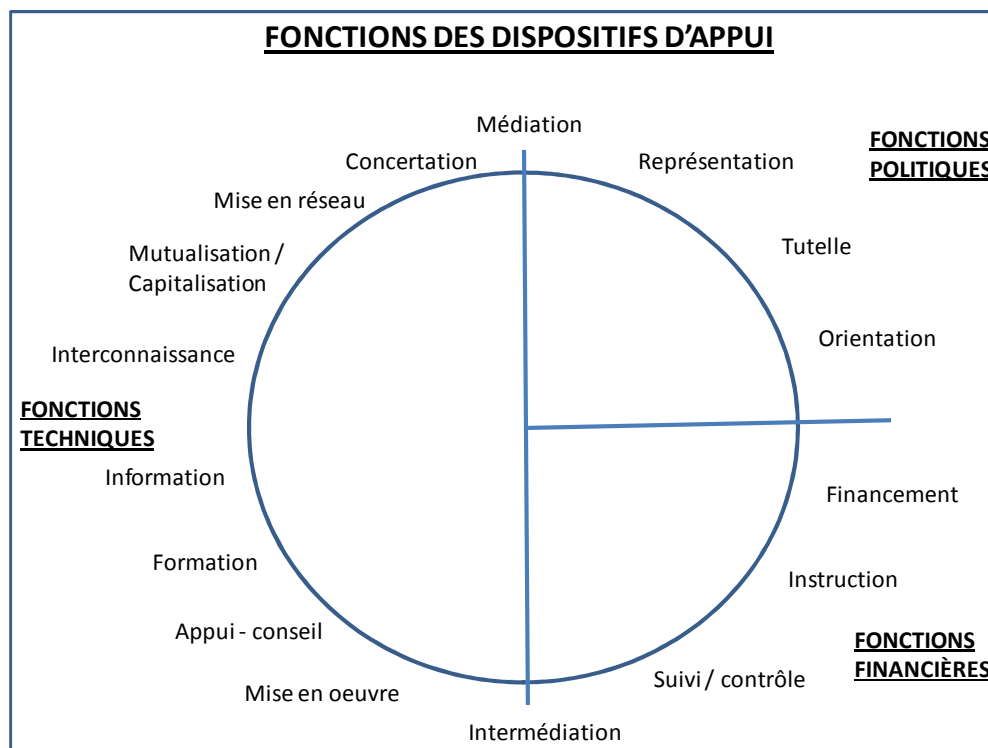 FONCTIONS DES DISPOSITIFS D'APPUI
Médiation
Concertation
Représentation
FONCTIONS
POLITIQUES
Mise en réseau
Mutualisation /
Capitalisation
Tutelle
Interconnaissance
Orientation
FONCTIONS
TECHNIQUES
Information
Financement
Formation
Instruction
Appui - conseil
FONCTIONS
FINANCIÈRES
Mise en oeuvre
Suivi / contrôle
Intermédiation